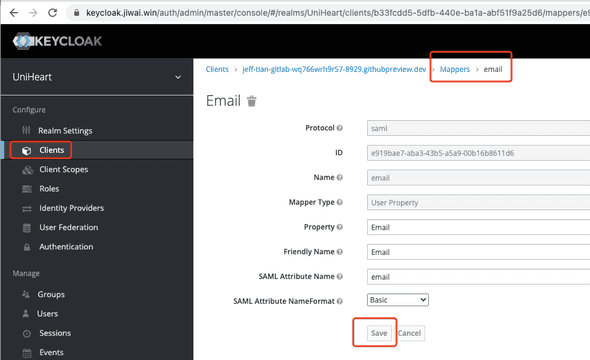 keycloak.jiwai.win/auth/admin/master/console/#/realms/UniHeart/clients/b33fcdd5-5dfb-440e-ba1a-abf51f9a25d6/mappers/e9
KEYCLOAK
UniHeart
Clients > jeff-tian-gitlab-wq766wrh9r57-8929.githubpreview.dev > Mappers > email
Email
Configure
Realm Settings
Clients
Client Scopes
Roles
Identity Providers
User Federation
Authentication
Manage
Groups
Users
Sessions
Events
Protocol saml
ID e919bae7-aba3-43b5-a5a9-00b16b8611d6
Name email
Mapper Type User Property
Property Email
Friendly Name Email
SAML Attribute Name email
SAML Attribute NameFormat Basic
Save Cancel